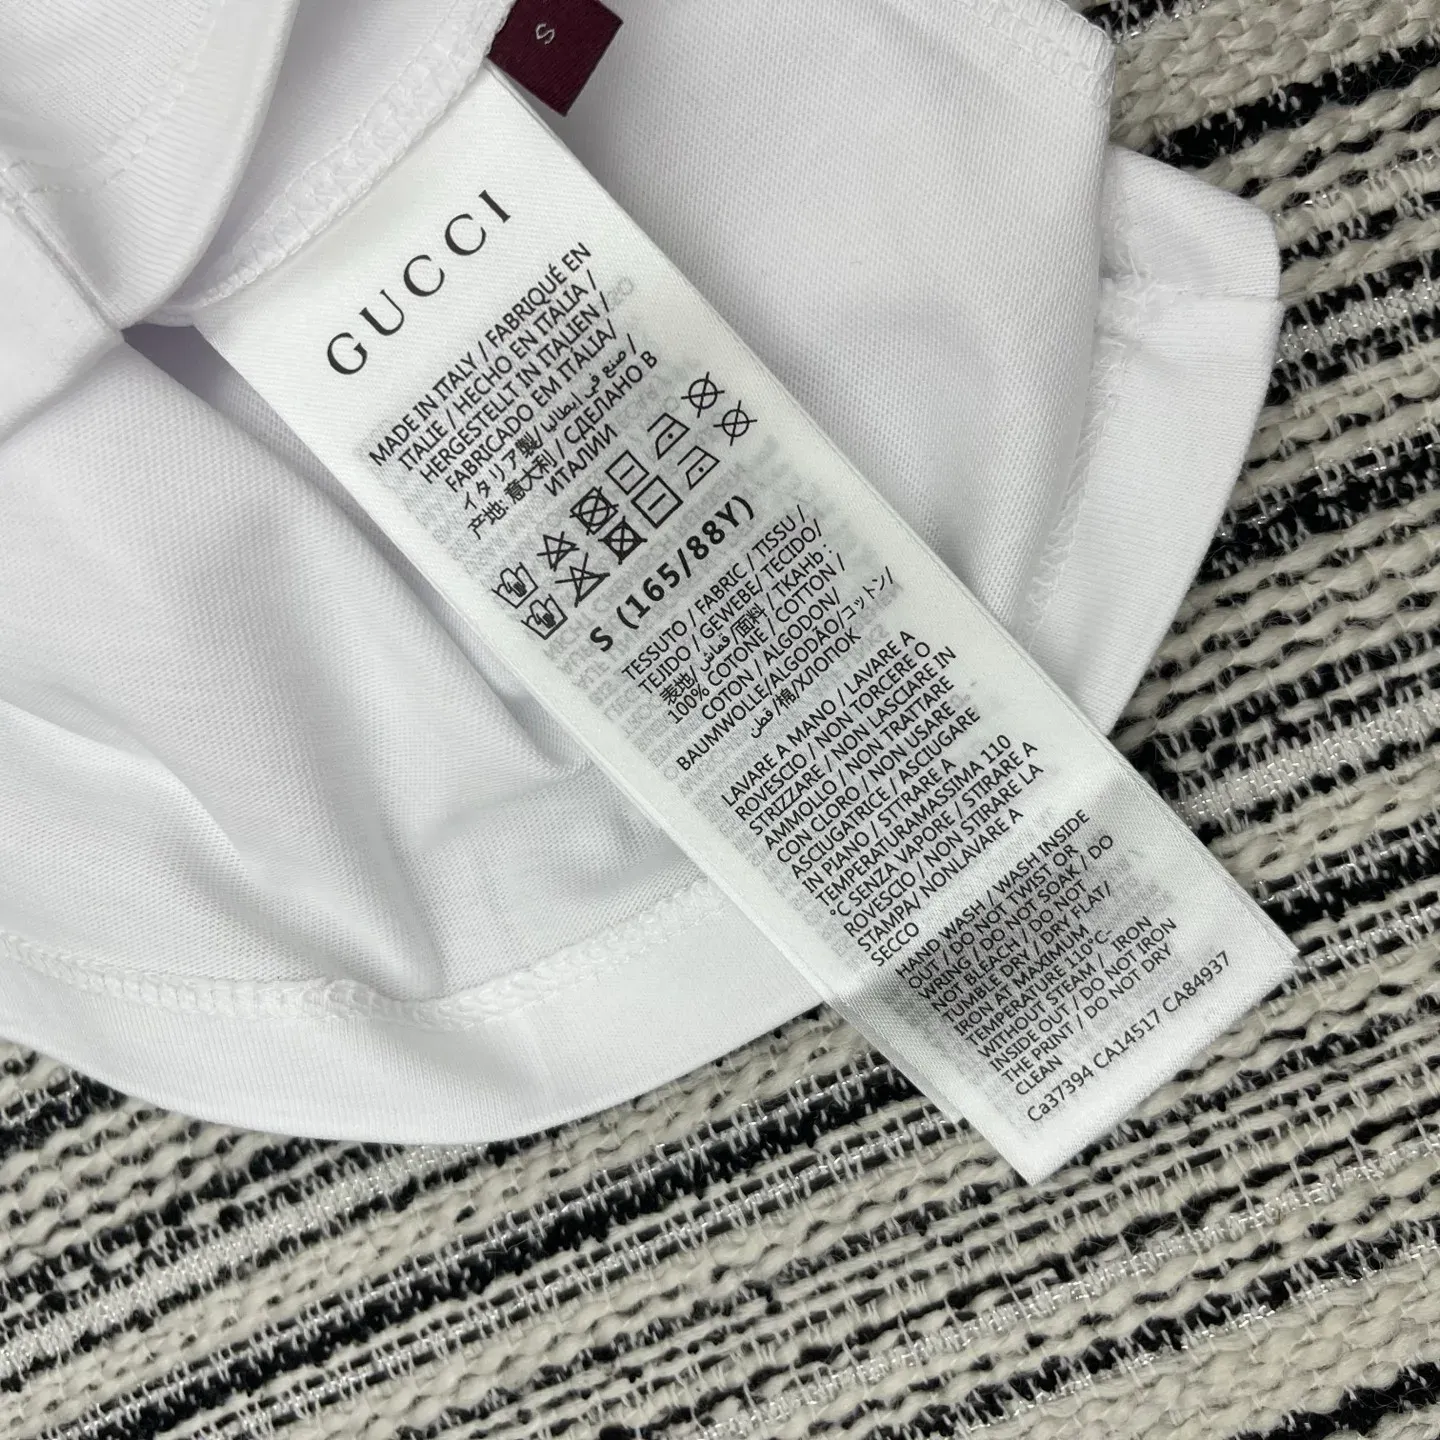 S
GUCCI
MADE IN ITALY / FABRIQUÉ EN
ITALIE / HECHO EN ITALIA /
HERGESTELLT IN ITALIEN /
FABRICADO EM ITALIA/
イタリア製/صنع في إيطاليا /
产地: 意大利 / СДЕЛАНО В
ИТАЛИИ
S (165/88Y)
TESSUTO / FABRIC / TISSU /
TEJIDO / GEWEBE/ TECIDO/
表地/ قماش /面料 / ТКАНЬ :
100% COTONE / COTTON /
COTON / ALGODON/
BAUMWOLLE/ALGODÃO/コットン/
قطن /棉/ХЛОПОК
LAVARE A MANO / LAVARE A
ROVESCIO / NON TORCERE O
STRIZZARE / NON LASCIARE IN
AMMOLLO / NON TRATTARE
CON CLORO / NON USARE
ASCIUGATRICE / ASCIUGARE
IN PIANO / STIRARE A
TEMPERATURAMASSIMA 110
°C SENZA VAPORE / STIRARE A
ROVESCIO / NON STIRARE LA
STAMPA/ NONLAVARE A
SECCO
HAND WASH / WASH INSIDE
OUT / DO NOT TWIST OR
WRING / DO NOT SOAK / DO
NOT BLEACH / DO NOT
TUMBLE DRY / DRY FLAT/
IRON AT MAXIMUM
TEMPERATURE 110°C.
WITHOUT STEAM / IRON
INSIDE OUT / DO NOT IRON
THE PRINT / DO NOT DRY
CLEAN
Ca37394 CA14517 CA84937